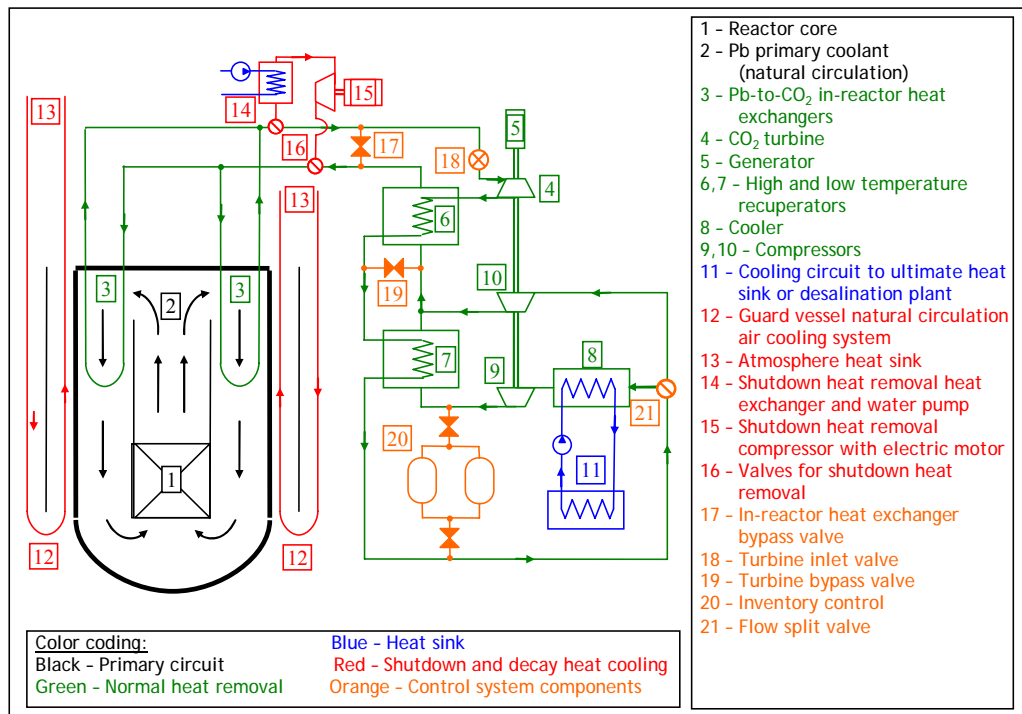 13
14
15
16
17
18
5
4
13
6
3
2
3
10
19
7
9
8
21
20
11
1
12
12
Color coding:
Blue – Heat sink
Black – Primary circuit
Red – Shutdown and decay heat cooling
Green – Normal heat removal
Orange – Control system components
1 – Reactor core
2 – Pb primary coolant
(natural circulation)
3 – Pb-to-CO₂ in-reactor heat
exchangers
4 – CO₂ turbine
5 – Generator
6,7 – High and low temperature
recuperators
8 – Cooler
9,10 – Compressors
11 – Cooling circuit to ultimate heat
sink or desalination plant
12 – Guard vessel natural circulation
air cooling system
13 – Atmosphere heat sink
14 – Shutdown heat removal heat
exchanger and water pump
15 – Shutdown heat removal
compressor with electric motor
16 – Valves for shutdown heat
removal
17 – In-reactor heat exchanger
bypass valve
18 – Turbine inlet valve
19 – Turbine bypass valve
20 – Inventory control
21 – Flow split valve